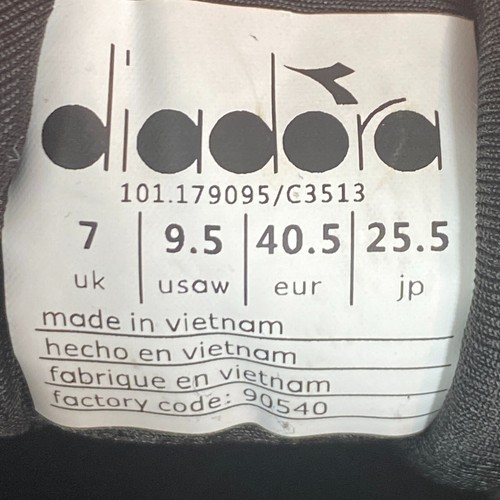 diadora
101.179095/C3513
7 9.5 40.5 25.5
uk usaw eur jp
made in vietnam
hecho en vietnam
fabrique en vietnam
factory code: 90540